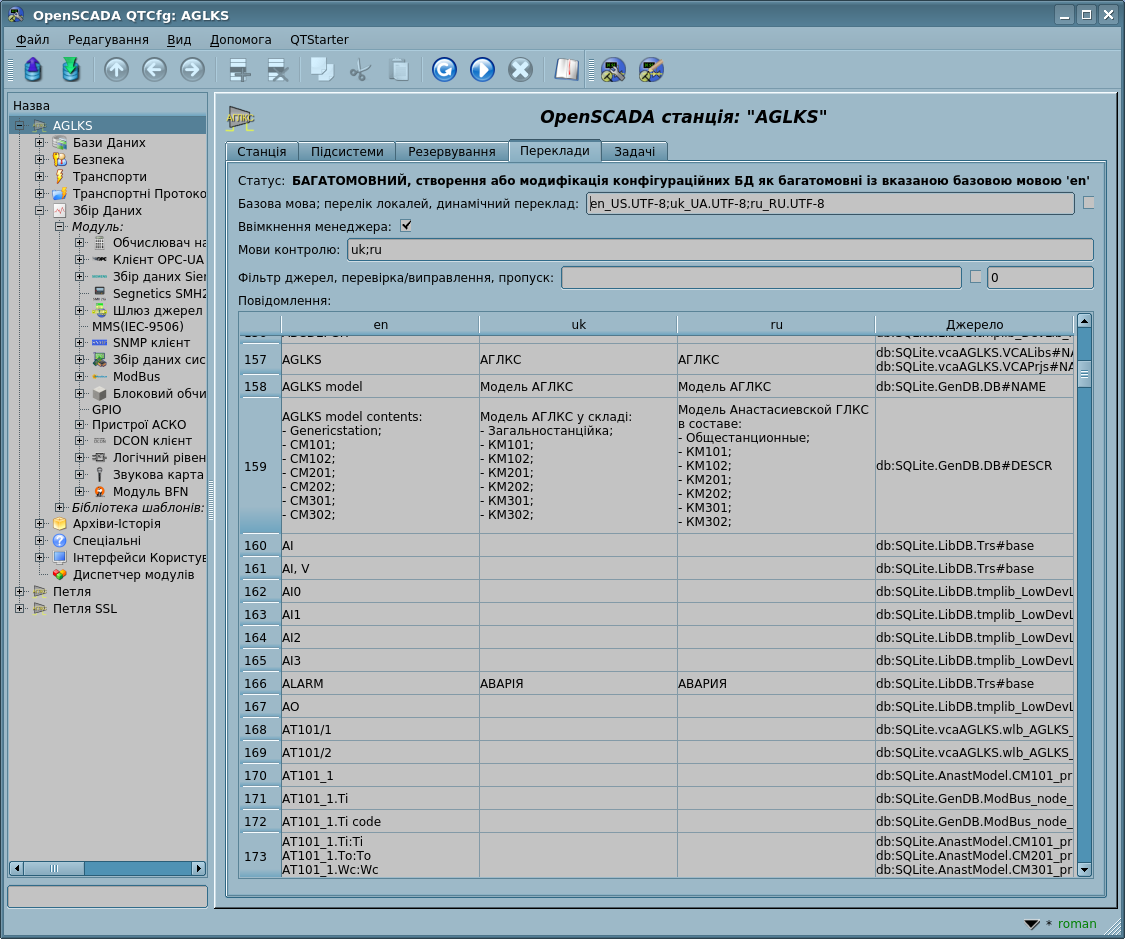 OpenSCADA QTCfg: AGLKS
Файл Редагування Вид Допомога QTStarter
Назва
AGLKS
Бази Даних
Безпека
Транспорти
Транспортні Протоко
Збір Даних
Модуль:
Обчислювач на
Клієнт OPC-UA
Збір даних Sier
Segnetics SMH2
Шлюз джерел
MMS(IEC-9506)
SNMP клієнт
Збір даних сис
ModBus
Блоковий обчи
GPIO
Пристрої АСКО
DCON клієнт
Логічний рівен
Звукова карта
Модуль BFN
Бібліотека шаблонів:
Архіви-Історія
Спеціальні
Інтерфейси Користув
Диспетчер модулів
Петля
Петля SSL
АГЛКС
OpenSCADA станція: "AGLKS"
Станція Підсистеми Резервування Переклади Задачі
Статус: БАГАТОМОВНИЙ, створення або модифікація конфігураційних БД як багатомовні із вказаною базовою мовою 'en'
Базова мова; перелік локалей, динамічний переклад: en_US.UTF-8;uk_UA.UTF-8;ru_RU.UTF-8
Ввімкнення менеджера:
Мови контролю: uk;ru
Фільтр джерел, перевірка/виправлення, пропуск: 0
Повідомлення:
en uk ru Джерело
157 AGLKS АГЛКС АГЛКС db:SQLite.vcaAGLKS.VCALibs#NA
db:SQLite.vcaAGLKS.VCAPrjs#NA
158 AGLKS model Модель АГЛКС Модель АГЛКС db:SQLite.GenDB.DB#NAME
159
AGLKS model contents:
- Genericstation;
- CM101;
- CM102;
- CM201;
- CM202;
- CM301;
- CM302;
Модель АГЛКС у складі:
- Загальностанційка;
- КМ101;
- КМ102;
- КМ201;
- КМ202;
- КМ301;
- КМ302;
Модель Анастасиевской ГЛКС
в составе:
- Общестанционные;
- КМ101;
- КМ102;
- КМ201;
- КМ202;
- КМ301;
- КМ302;
db:SQLite.GenDB.DB#DESCR
160 AI db:SQLite.LibDB.Trs#base
161 AI, V db:SQLite.LibDB.Trs#base
162 AI0 db:SQLite.LibDB.tmplib_LowDevL
163 AI1 db:SQLite.LibDB.tmplib_LowDevL
164 AI2 db:SQLite.LibDB.tmplib_LowDevL
165 AI3 db:SQLite.LibDB.tmplib_LowDevL
166 ALARM АВАРІЯ АВАРИЯ db:SQLite.LibDB.Trs#base
167 AO db:SQLite.LibDB.tmplib_LowDevL
168 AT101/1 db:SQLite.vcaAGLKS.wlb_AGLKS_
169 AT101/2 db:SQLite.vcaAGLKS.wlb_AGLKS_
170 AT101_1 db:SQLite.AnastModel.CM101_pr
171 AT101_1.Ti db:SQLite.GenDB.ModBus_node_
172 AT101_1.Ti code db:SQLite.GenDB.ModBus_node_
173
AT101_1.Ti:Ti
AT101_1.To:To
AT101_1.Wc:Wc
db:SQLite.AnastModel.CM101_pr
db:SQLite.AnastModel.CM201_pr
db:SQLite.AnastModel.CM301_pr
* roman